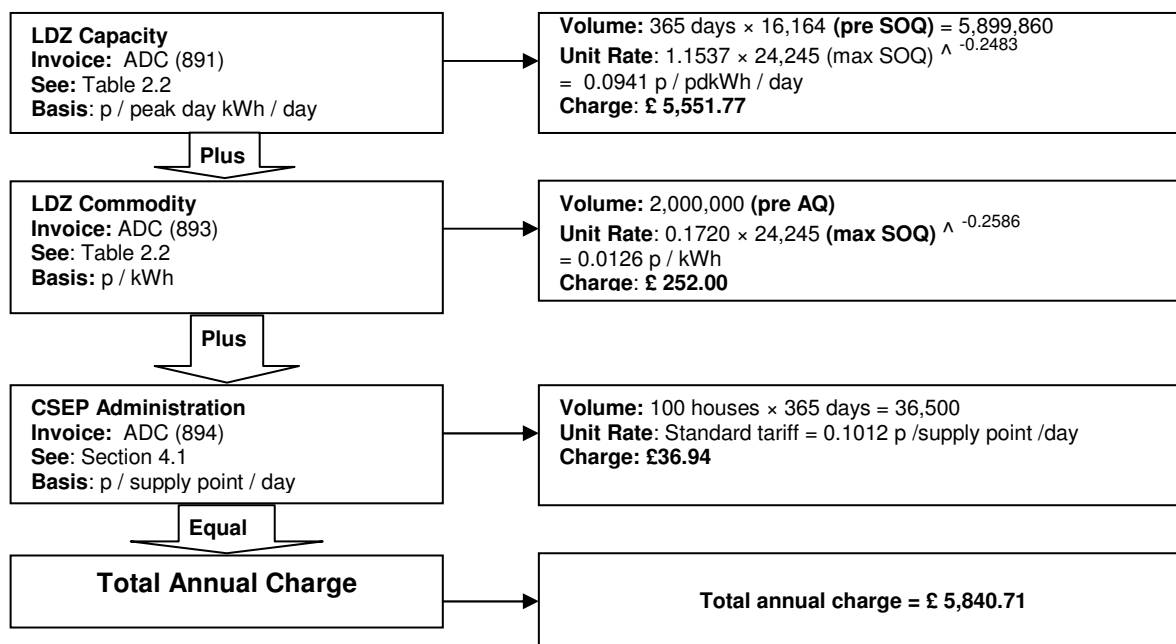 LDZ Capacity
Invoice: ADC (891)
See: Table 2.2
Basis: p / peak day kWh / day
Volume: 365 days × 16,164 (pre SOQ) = 5,899,860
Unit Rate: 1.1537 × 24,245 (max SOQ) ^ -0.2483
= 0.0941 p / pdkWh / day
Charge: £ 5,551.77
Plus
LDZ Commodity
Invoice: ADC (893)
See: Table 2.2
Basis: p / kWh
Volume: 2,000,000 (pre AQ)
Unit Rate: 0.1720 × 24,245 (max SOQ) ^ -0.2586
= 0.0126 p / kWh
Charge: £ 252.00
Plus
CSEP Administration
Invoice: ADC (894)
See: Section 4.1
Basis: p / supply point / day
Volume: 100 houses × 365 days = 36,500
Unit Rate: Standard tariff = 0.1012 p /supply point /day
Charge: £36.94
Equal
Total Annual Charge
Total annual charge = £ 5,840.71